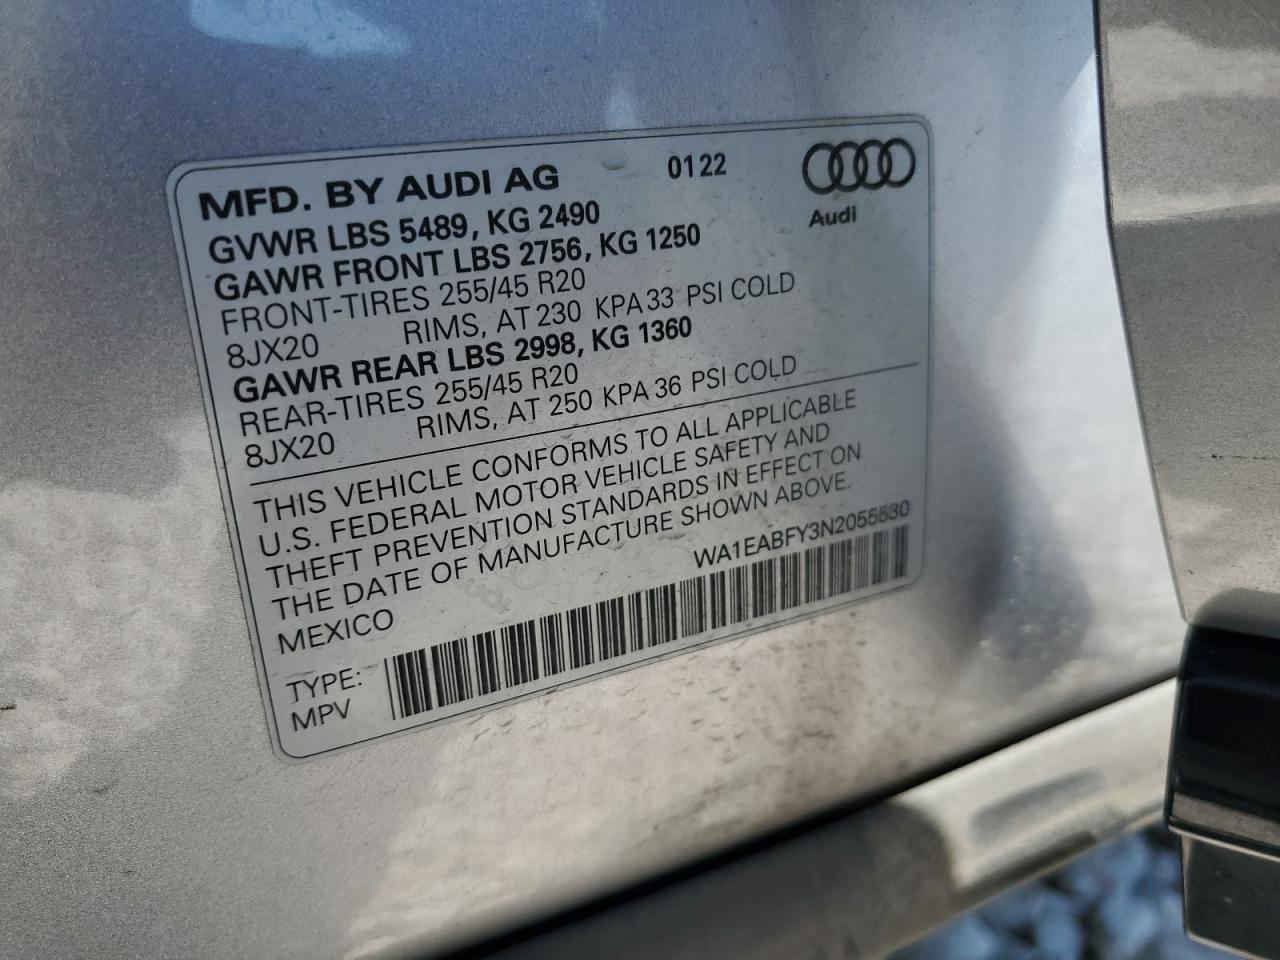 MFD. BY AUDI AG 0122
GVWR LBS 5489, KG 2490
GAWR FRONT LBS 2756, KG 1250
FRONT-TIRES 255/45 R20
8JX20 RIMS, AT 230 KPA 33 PSI COLD
GAWR REAR LBS 2998, KG 1360
REAR-TIRES 255/45 R20
8JX20 RIMS, AT 250 KPA 36 PSI COLD
Audi
THIS VEHICLE CONFORMS TO ALL APPLICABLE
U.S. FEDERAL MOTOR VEHICLE SAFETY AND
THEFT PREVENTION STANDARDS IN EFFECT ON
THE DATE OF MANUFACTURE SHOWN ABOVE.
MEXICO
WA1EABFY3N2055530
TYPE:
MPV